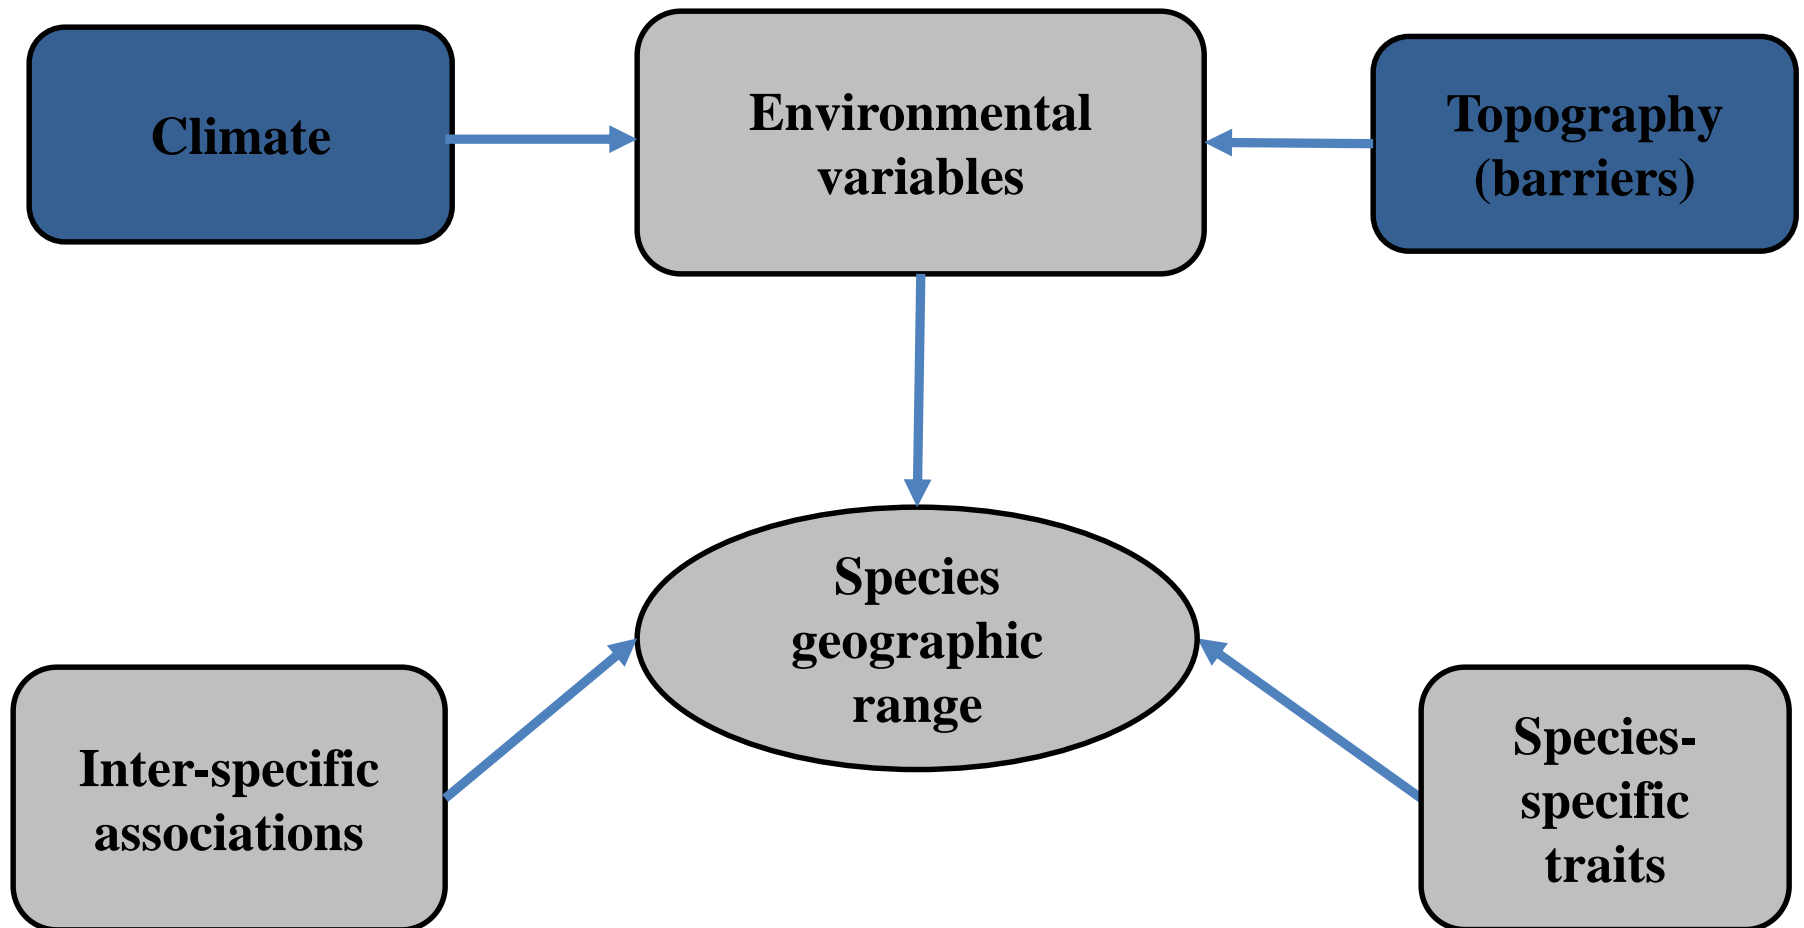 Climate
Environmental
variables
Topography
(barriers)
Species
geographic
range
Inter-specific
associations
Species-
specific
traits